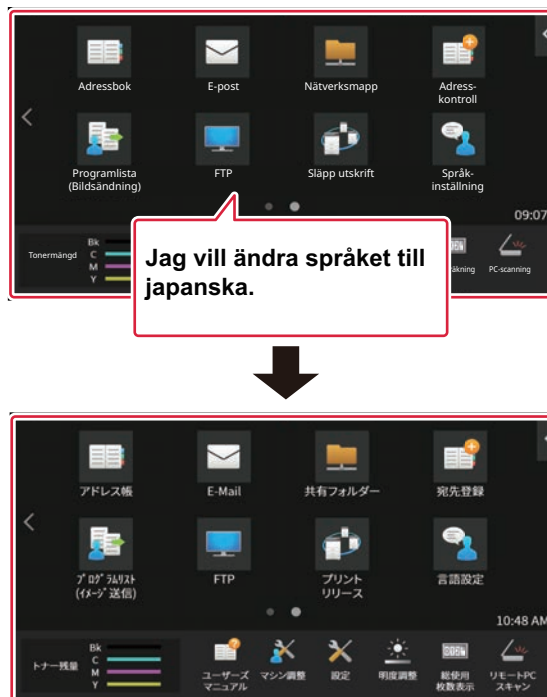 Adressbok
E-post
Nätverksmapp
Adress-
kontroll
Programlista
(Bildsändning)
FTP
Släpp utskrift
Språk-
inställning
09:07
Tonermängd
Bk
C
M
Y
Jag vill ändra språket till
japanska.
PC-scanning
アドレス帳
E-Mail
共有フォルダー
宛先登録
プログラムリスト
(イメージ送信)
FTP
プリント
リリース
言語設定
10:48 AM
トナー残量
Bk
C
M
Y
ユーザーズ
マニュアル
マシン調整
設定
明度調整
総使用
枚数表示
リモートPC
スキャン